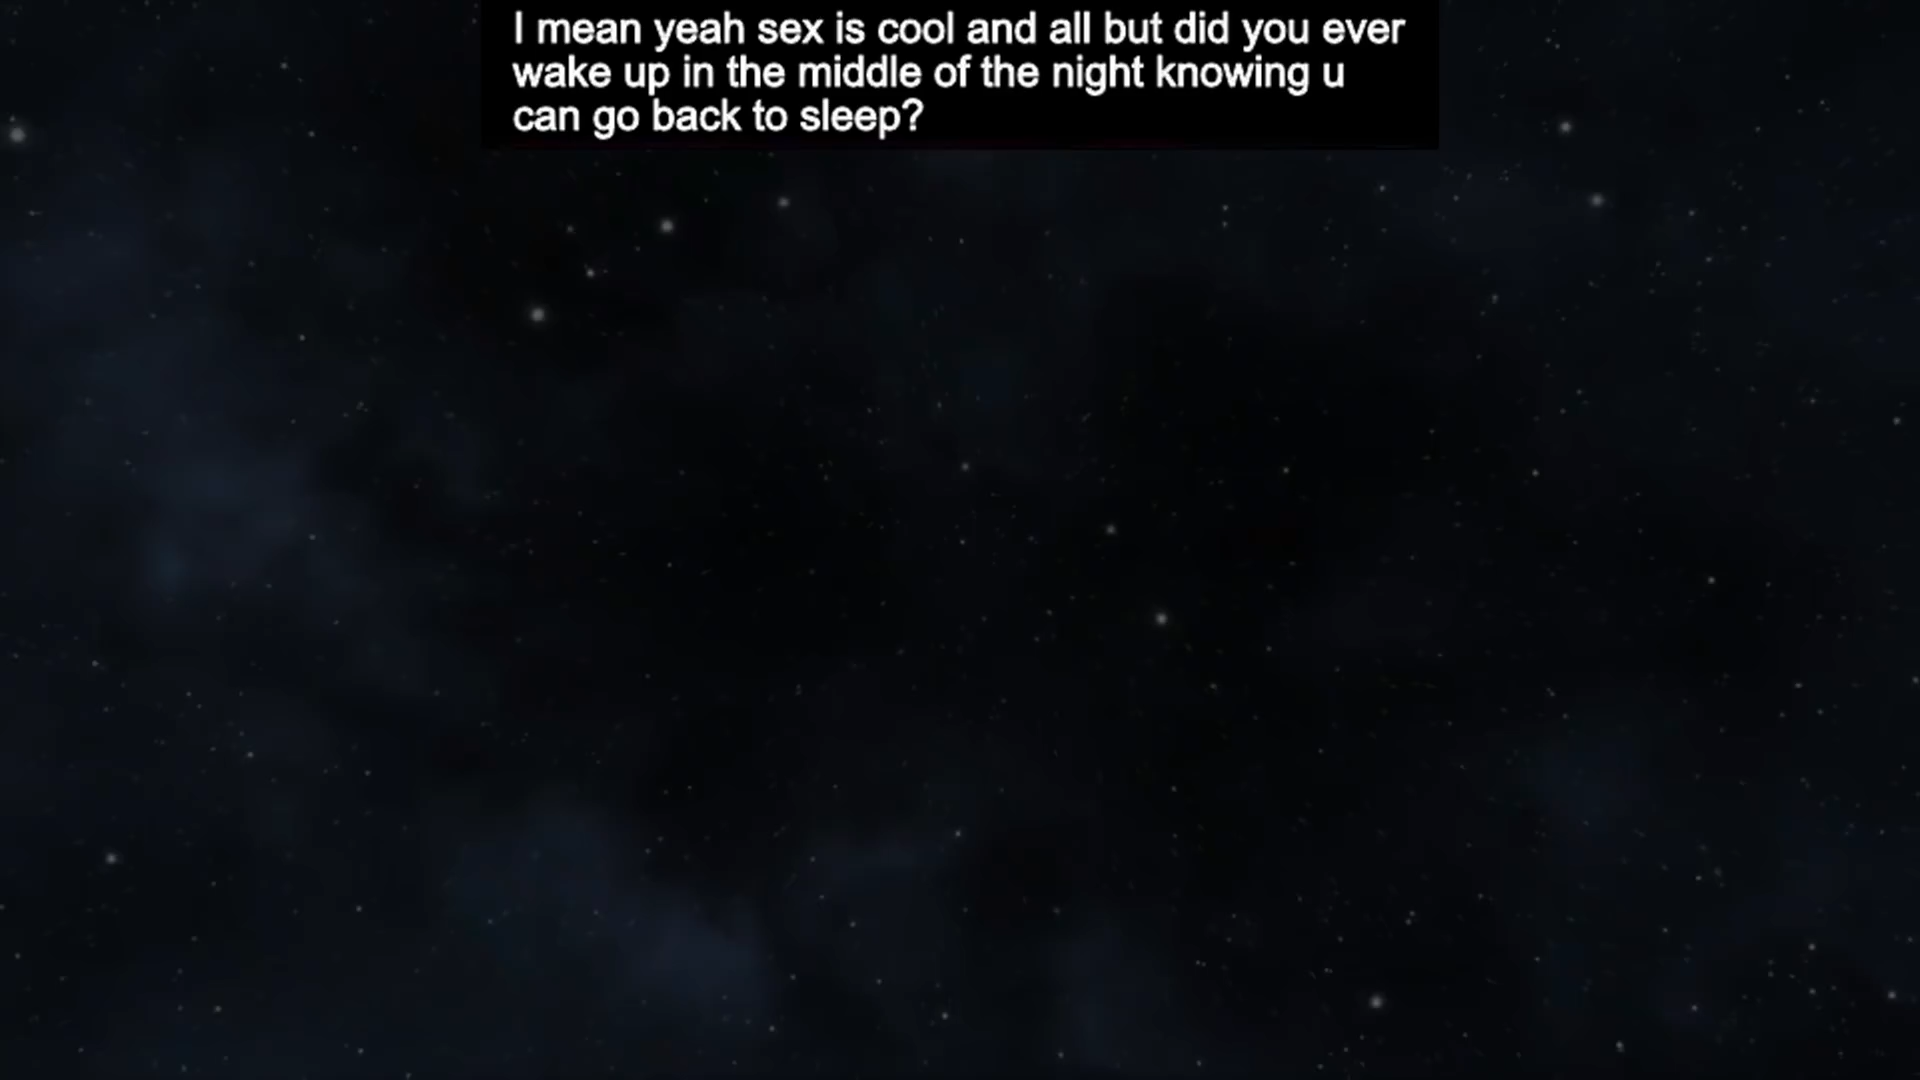 I mean yeah sex is cool and all but did you ever
wake up in the middle of the night knowing u
can go back to sleep?